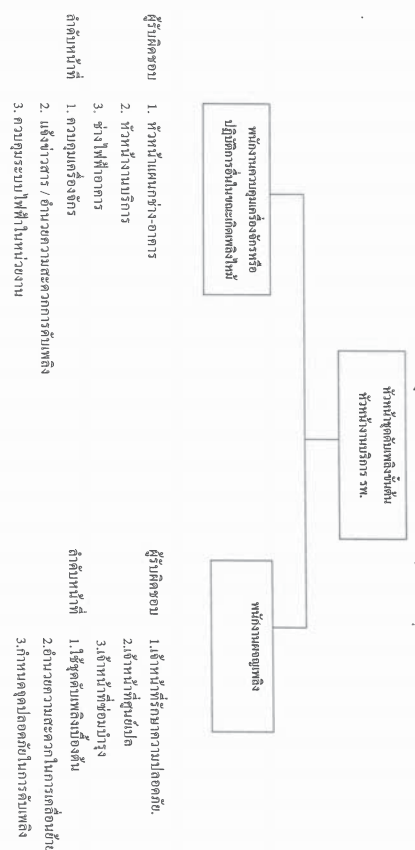 หัวหน้าชุดดับเพลิงขั้นต้น
หัวหน้างานบริการ รพ.
พนักงานควบคุมเครื่องจักรหรือ
ปฏิบัติการอื่นในขณะเกิดเพลิงไหม้
พนักงานผจญเพลิง
ผู้รับผิดชอบ 1. หัวหน้าแผนกช่าง-อาคาร
2. หัวหน้างานบริการ
3. ช่างไฟฟ้าอาคาร
ลำดับหน้าที่ 1. ควบคุมเครื่องจักร
2. แจ้งข่าวสาร / อำนวยความสะดวกการดับเพลิง
3. ควบคุมระบบไฟฟ้าในหน่วยงาน
ผู้รับผิดชอบ 1.เจ้าหน้าที่รักษาความปลอดภัย.
2.เจ้าหน้าที่ศูนย์เปล
3.เจ้าหน้าที่ซ่อมบำรุง
ลำดับหน้าที่ 1.ใช้ชุดดับเพลิงเบื้องต้น
2.อำนวยความสะดวกในการเคลื่อนย้าย
3.กำหนดจุดปลอดภัยในการดับเพลิง